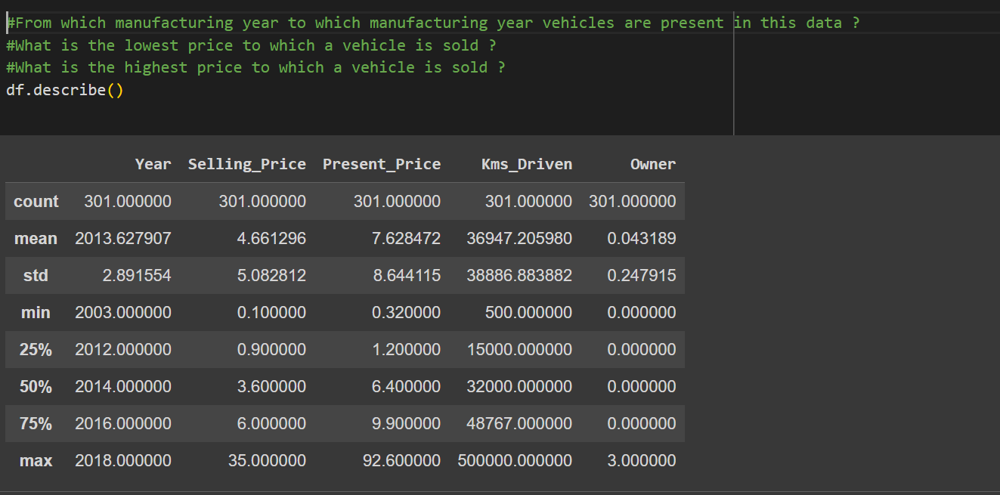 #From which manufacturing year to which manufacturing year vehicles are present in this data ?
#What is the lowest price to which a vehicle is sold ?
#What is the highest price to which a vehicle is sold ?
df.describe()
Year Selling_Price Present_Price Kms_Driven Owner
count 301.000000 301.000000 301.000000 301.000000 301.000000
mean 2013.627907 4.661296 7.628472 36947.205980 0.043189
std 2.891554 5.082812 8.644115 38886.883882 0.247915
min 2003.000000 0.100000 0.320000 500.000000 0.000000
25% 2012.000000 0.900000 1.200000 15000.000000 0.000000
50% 2014.000000 3.600000 6.400000 32000.000000 0.000000
75% 2016.000000 6.000000 9.900000 48767.000000 0.000000
max 2018.000000 35.000000 92.600000 500000.000000 3.000000